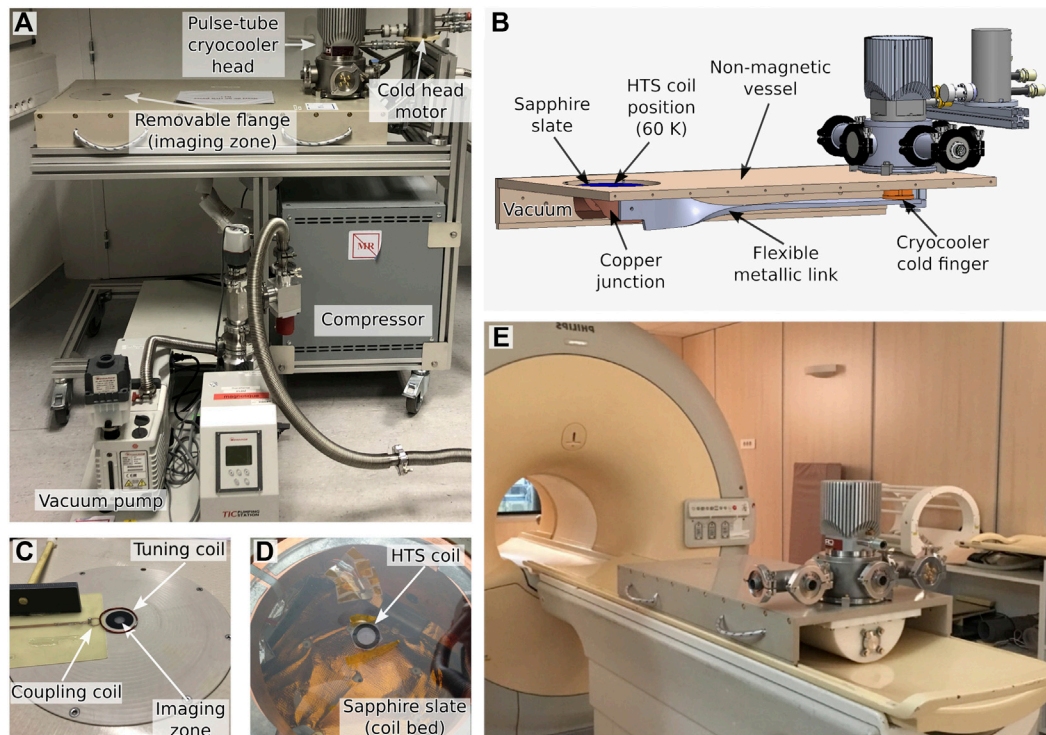 A
Pulse-tube
cryocooler
head
Cold head
motor
Removable flange
(imaging zone)
MR
Compressor
Vacuum pump
TIC PUMPING
STATION
B
Non-magnetic
vessel
HTS coil
position
(60 K)
Sapphire
slate
Vacuum
Copper
junction
Flexible
metallic link
Cryocooler
cold finger
C
Tuning coil
Coupling coil
Imaging
zone
D
HTS coil
Sapphire slate
(coil bed)
E
PHILIPS